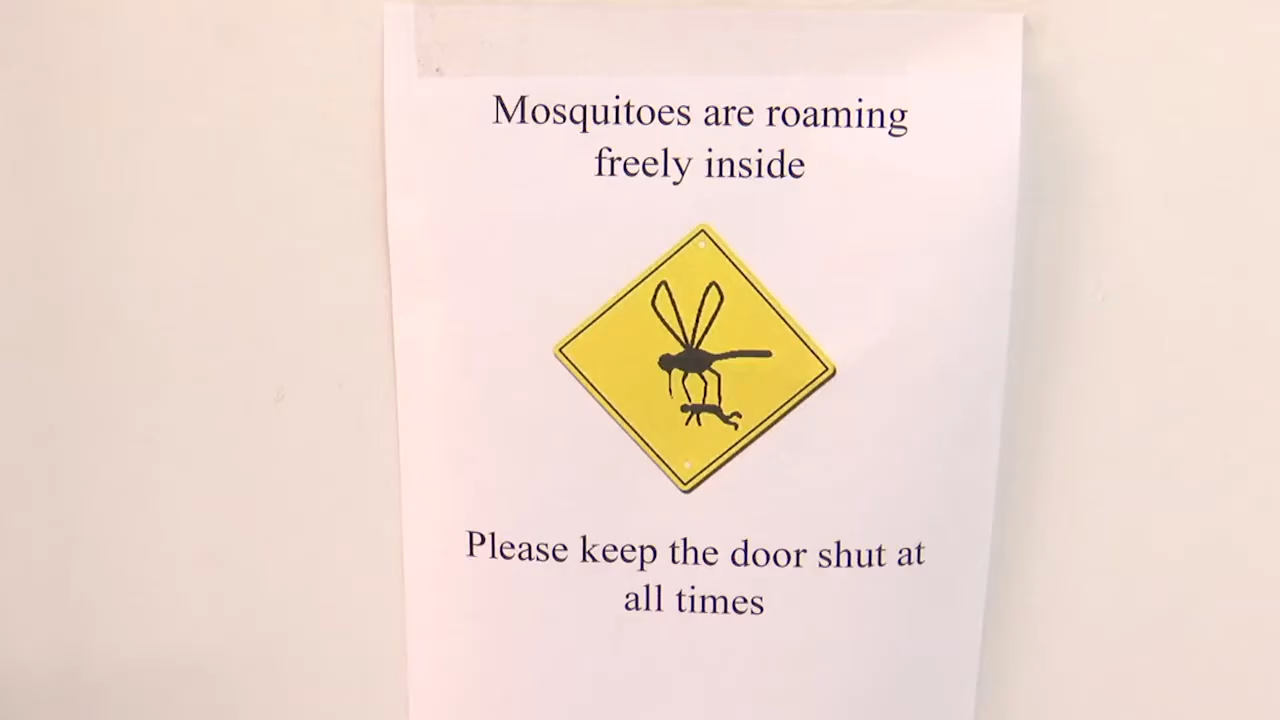 Mosquitoes are roaming
freely inside
Please keep the door shut at
all times